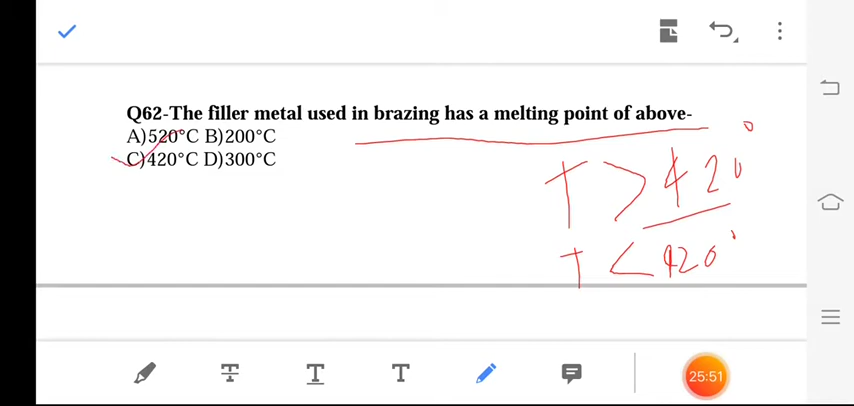 Q62-The filler metal used in brazing has a melting point of above-
A)520°C B)200°C
C)420°C D)300°C
T > 420°
T < 420°
T T T
25:51